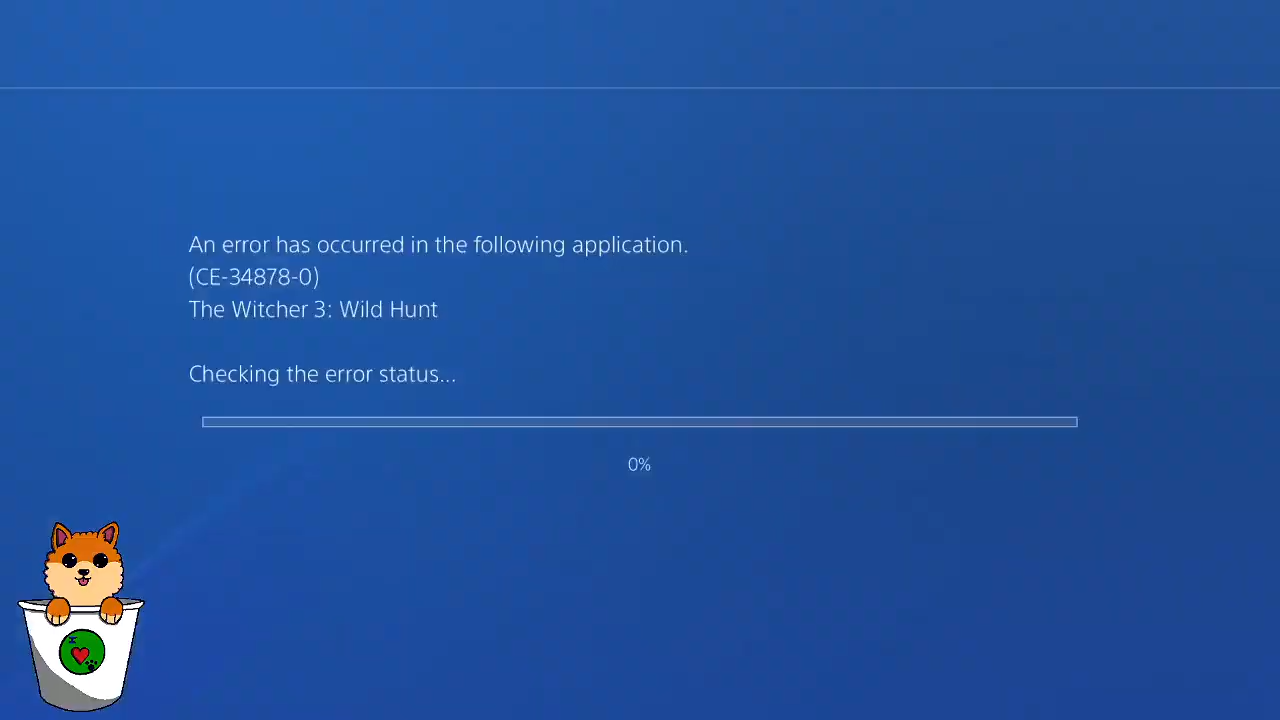 An error has occurred in the following application.
(CE-34878-0)
The Witcher 3: Wild Hunt
Checking the error status...
0%
I